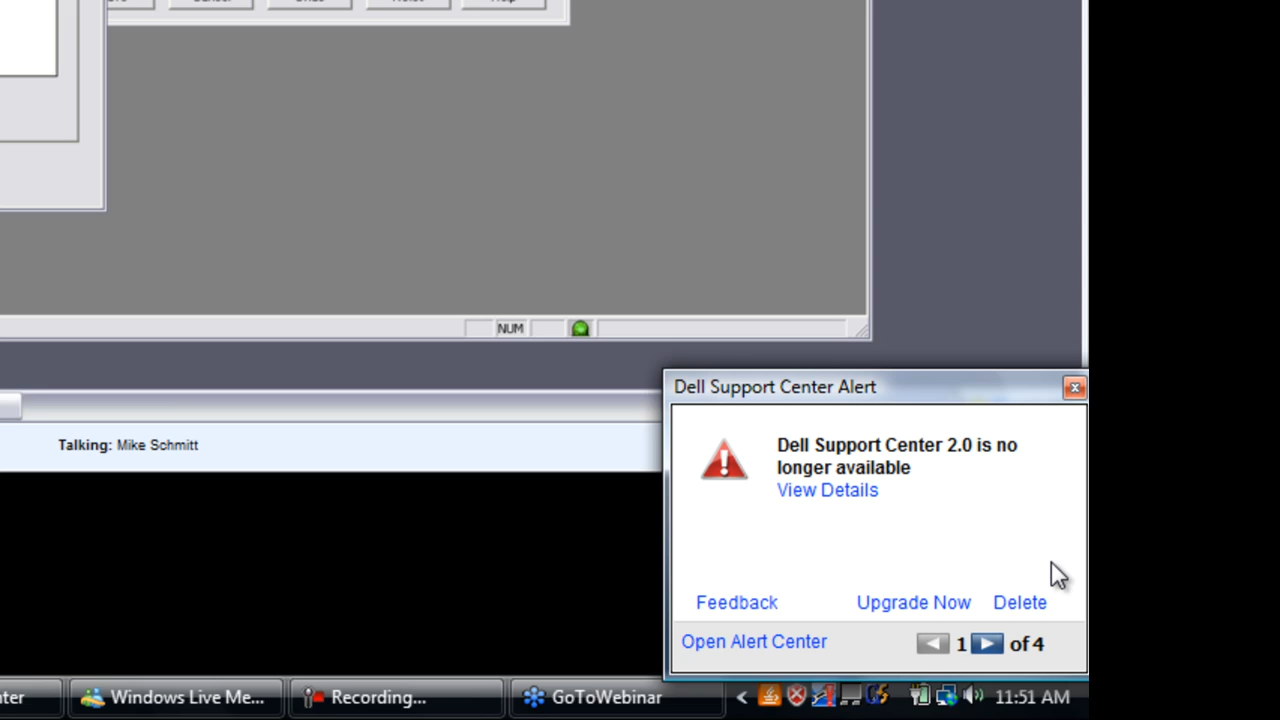 Cancel
Help
NUM
Dell Support Center Alert
Talking: Mike Schmitt
Dell Support Center 2.0 is no
longer available
View Details
Feedback
Upgrade Now
Delete
Open Alert Center
1
of 4
nter
Windows Live Me...
Recording...
GoToWebinar
11:51 AM